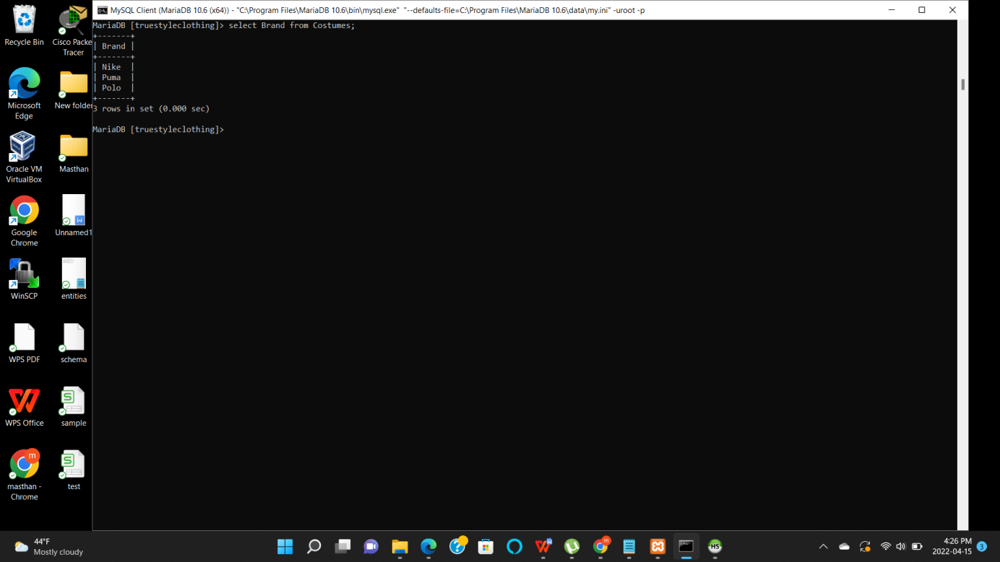 MySQL Client (MariaDB 10.6 (x64)) - "C:\Program Files\MariaDB 10.6\bin\mysql.exe" "--defaults-file=C:\Program Files\MariaDB 10.6\data\my.ini" -uroot -p
MariaDB [truestyleclothing]> select Brand from Costumes;
+-------+
| Brand |
+-------+
| Nike  |
| Puma  |
| Polo  |
+-------+
3 rows in set (0.000 sec)
MariaDB [truestyleclothing]>
Recycle Bin
Cisco Packe
Tracer
Microsoft
Edge
New folder
Oracle VM
VirtualBox
Masthan
Google
Chrome
Unnamed1
WinSCP
entities
WPS PDF
schema
WPS Office
sample
m
masthan -
Chrome
test
44°F
Mostly cloudy
m
HS
4:26 PM
2022-04-15
3